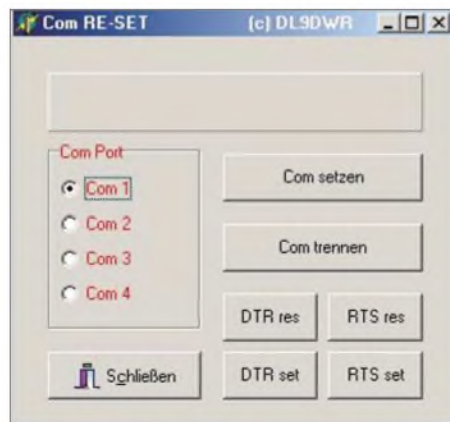 Com RE-SET (c) DL9DWR
Com Port
Com 1
Com 2
Com 3
Com 4
Com setzen
Com trennen
DTR res RTS res
Schließen DTR set RTS set